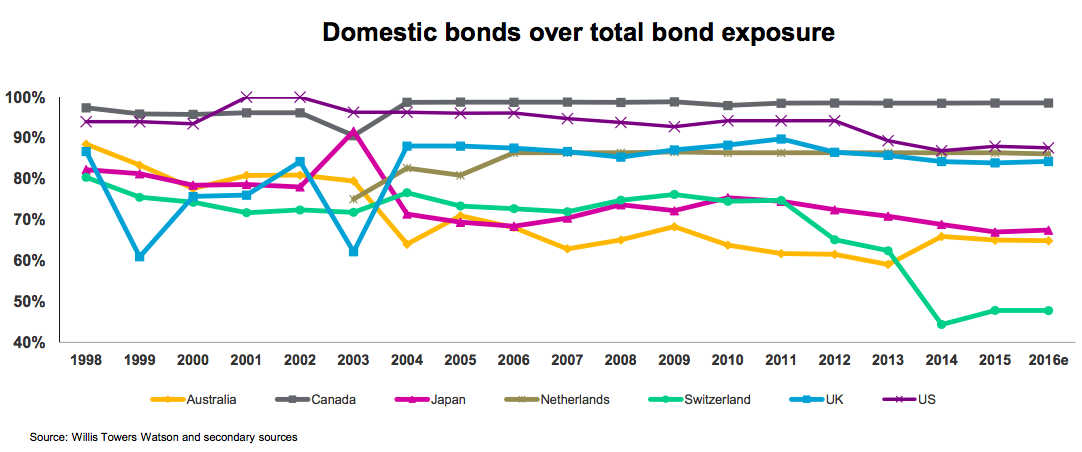 Domestic bonds over total bond exposure
100%
90%
80%
70%
60%
50%
40%
1998 1999 2000 2001 2002 2003 2004 2005 2006 2007 2008 2009 2010 2011 2012 2013 2014 2015 2016e
Australia Canada Japan Netherlands Switzerland UK US
Source: Willis Towers Watson and secondary sources